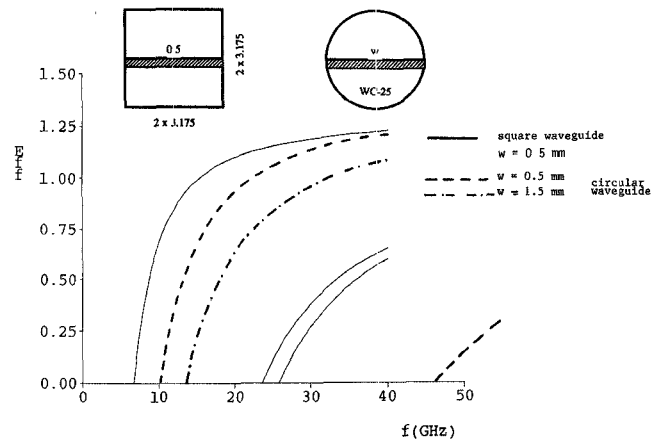 0 5
2 x 3.175
2 x 3.175
w
WC-25
1.50
1.25
1.00
0.75
0.50
0.25
0.00
Eff
square waveguide
w = 0 5 mm
w = 0.5 mm
w = 1.5 mm
circular
waveguide
0
10
20
30
40
50
f(GHz)